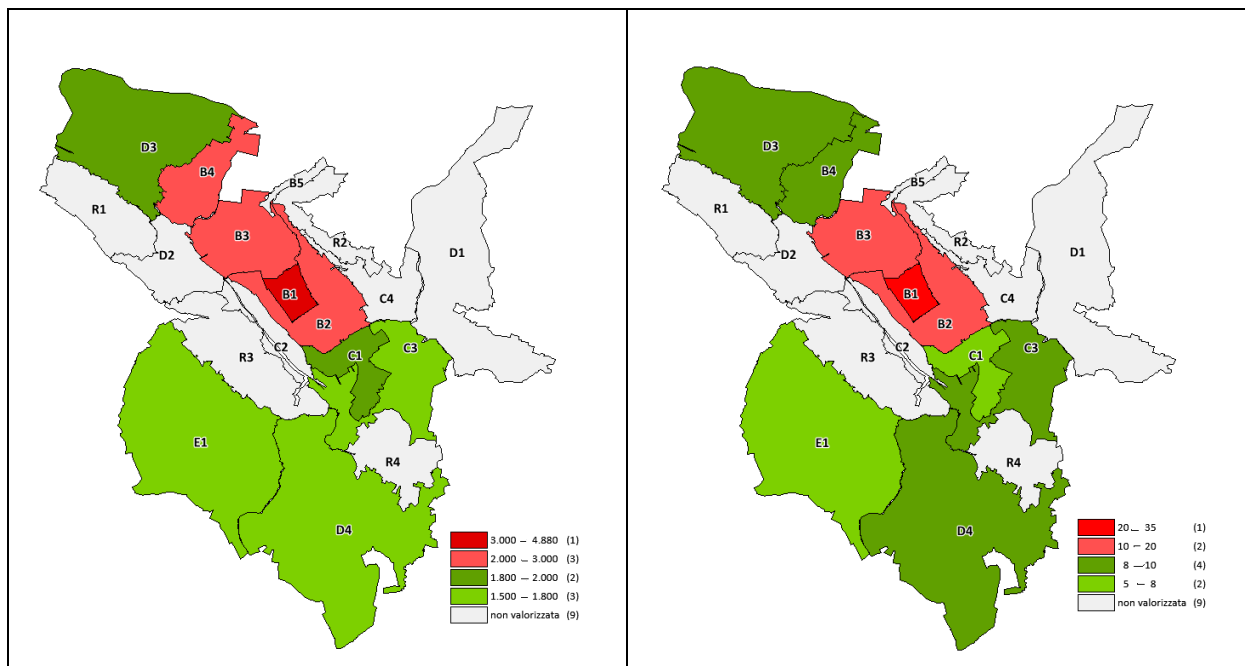 D3
B4
R1
B5
B3
D2
R2
D1
B1
C4
B2
C2
C1
C3
R3
E1
R4
D4
3.000 – 4.880 (1)
2.000 – 3.000 (3)
1.800 – 2.000 (2)
1.500 – 1.800 (3)
non valorizzata (9)
D3
B4
R1
B5
B3
D2
R2
D1
B1
C4
B2
C2
C1
C3
R3
E1
R4
D4
20 – 35 (1)
10 – 20 (2)
8 – 10 (4)
5 – 8 (2)
non valorizzata (9)